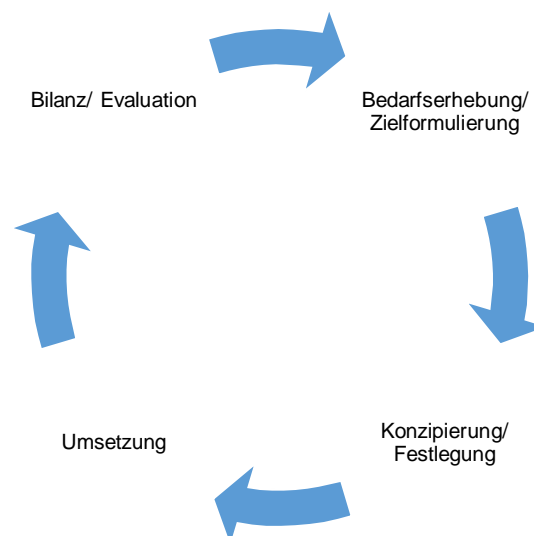 Bilanz/ Evaluation
Bedarfserhebung/
Zielformulierung
Umsetzung
Konzipierung/
Festlegung